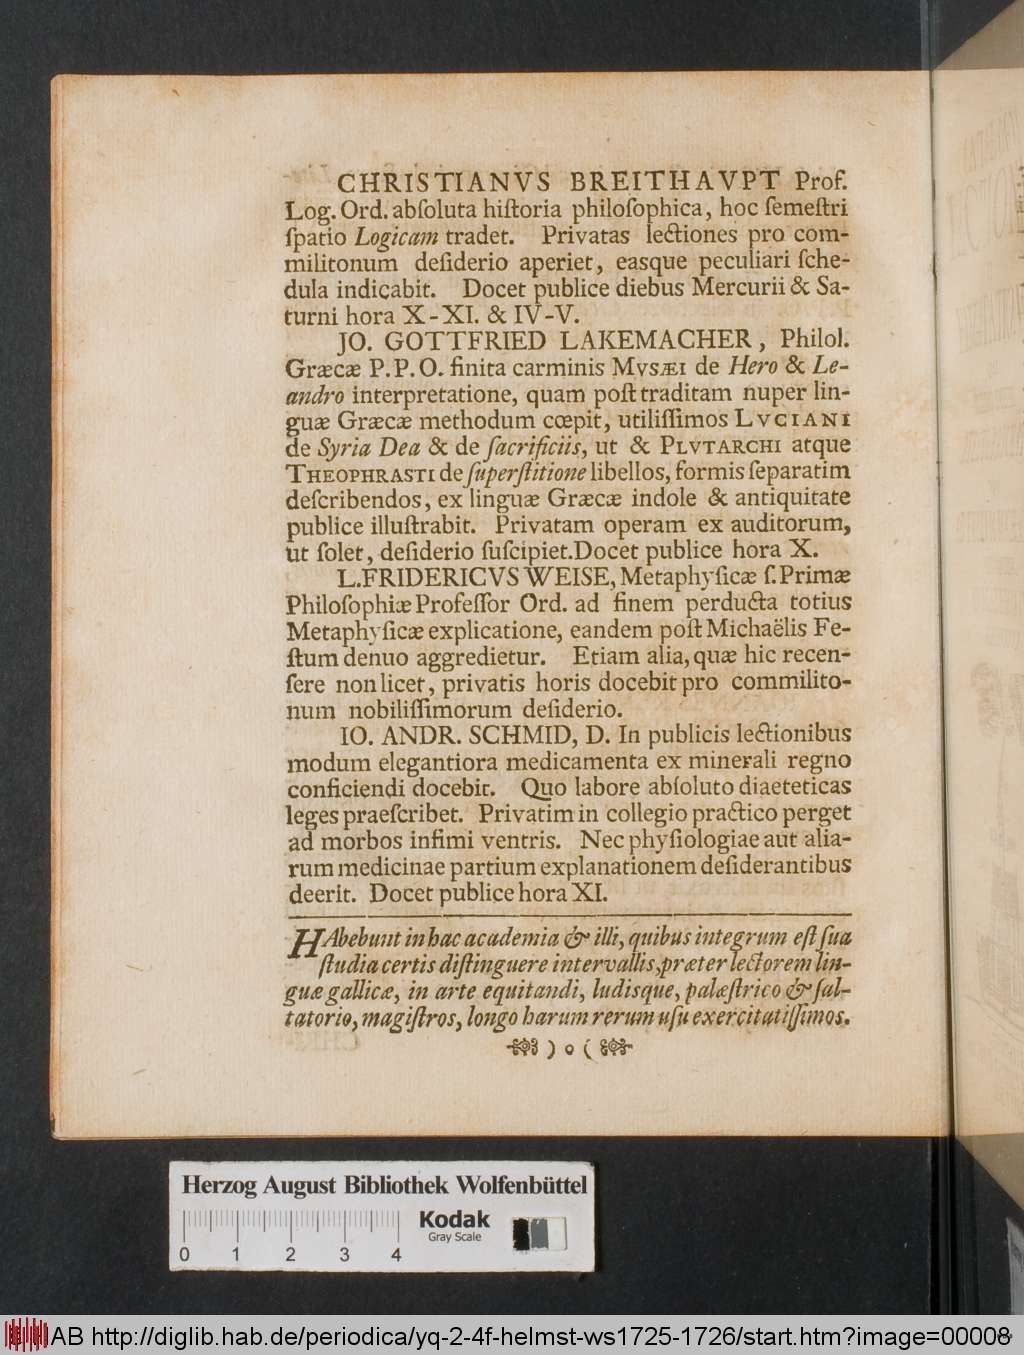 CHRISTIANVS BREITHAVPT Prof.
Log. Ord. abſoluta hiſtoria philoſophica, hoc ſemeſtri
ſpatio Logicam tradet. Privatas lectiones pro com-
militonum deſiderio aperiet, easque peculiari ſche-
dula indicabit. Docet publice diebus Mercurii & Sa-
turni hora X-XI. & IV-V.
JO. GOTTFRIED LAKEMACHER, Philol.
Græcæ P. P. O. finita carminis MVSÆI de Hero & Le-
andro interpretatione, quam poſt traditam nuper lin-
guæ Græcæ methodum cœpit, utiliſſimos LVCIANI
de Syria Dea & de ſacrificiis, ut & PLVTARCHI atque
THEOPHRASTI de ſuperſtitione libellos, formis ſeparatim
deſcribendos, ex linguæ Græcæ indole & antiquitate
publice illuſtrabit. Privatam operam ex auditorum,
ut ſolet, deſiderio ſuſcipiet. Docet publice hora X.
L. FRIDERICVS WEISE, Metaphyſicæ ſ. Primæ
Philoſophiæ Profeſſor Ord. ad finem perducta totius
Metaphyſicæ explicatione, eandem poſt Michaëlis Fe-
ſtum denuo aggredietur. Etiam alia, quæ hic recen-
ſere non licet, privatis horis docebit pro commilito-
num nobiliſſimorum deſiderio.
IO. ANDR. SCHMID, D. In publicis lectionibus
modum elegantiora medicamenta ex minerali regno
conficiendi docebit. Quo labore abſoluto diaeteticas
leges praeſcribet. Privatim in collegio practico perget
ad morbos infimi ventris. Nec phyſiologiae aut alia-
rum medicinae partium explanationem deſiderantibus
deerit. Docet publice hora XI.
HAbebunt in hac academia & illi, quibus integrum eſt ſua
ſtudia certis diſtinguere intervallis, præter lectorem lin-
guæ gallicæ, in arte equitandi, ludisque, palæſtrico & ſal-
tatorio, magiſtros, longo harum rerum uſu exercitatiſſimos.
) o (
Herzog August Bibliothek Wolfenbüttel
Kodak
Gray Scale
0 1 2 3 4
HAB http://diglib.hab.de/periodica/yq-2-4f-helmst-ws1725-1726/start.htm?image=00008